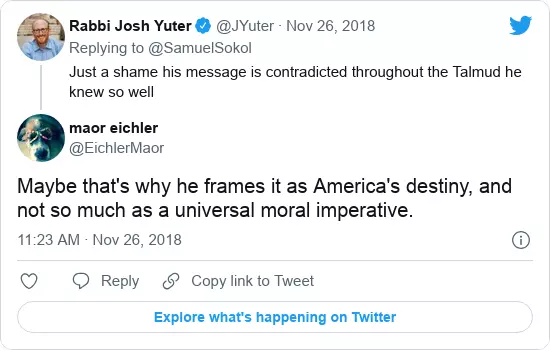 Rabbi Josh Yuter @JYuter · Nov 26, 2018
Replying to @SamuelSokol
Just a shame his message is contradicted throughout the Talmud he
knew so well
maor eichler
@EichlerMaor
Maybe that's why he frames it as America's destiny, and
not so much as a universal moral imperative.
11:23 AM · Nov 26, 2018
Reply Copy link to Tweet
Explore what's happening on Twitter